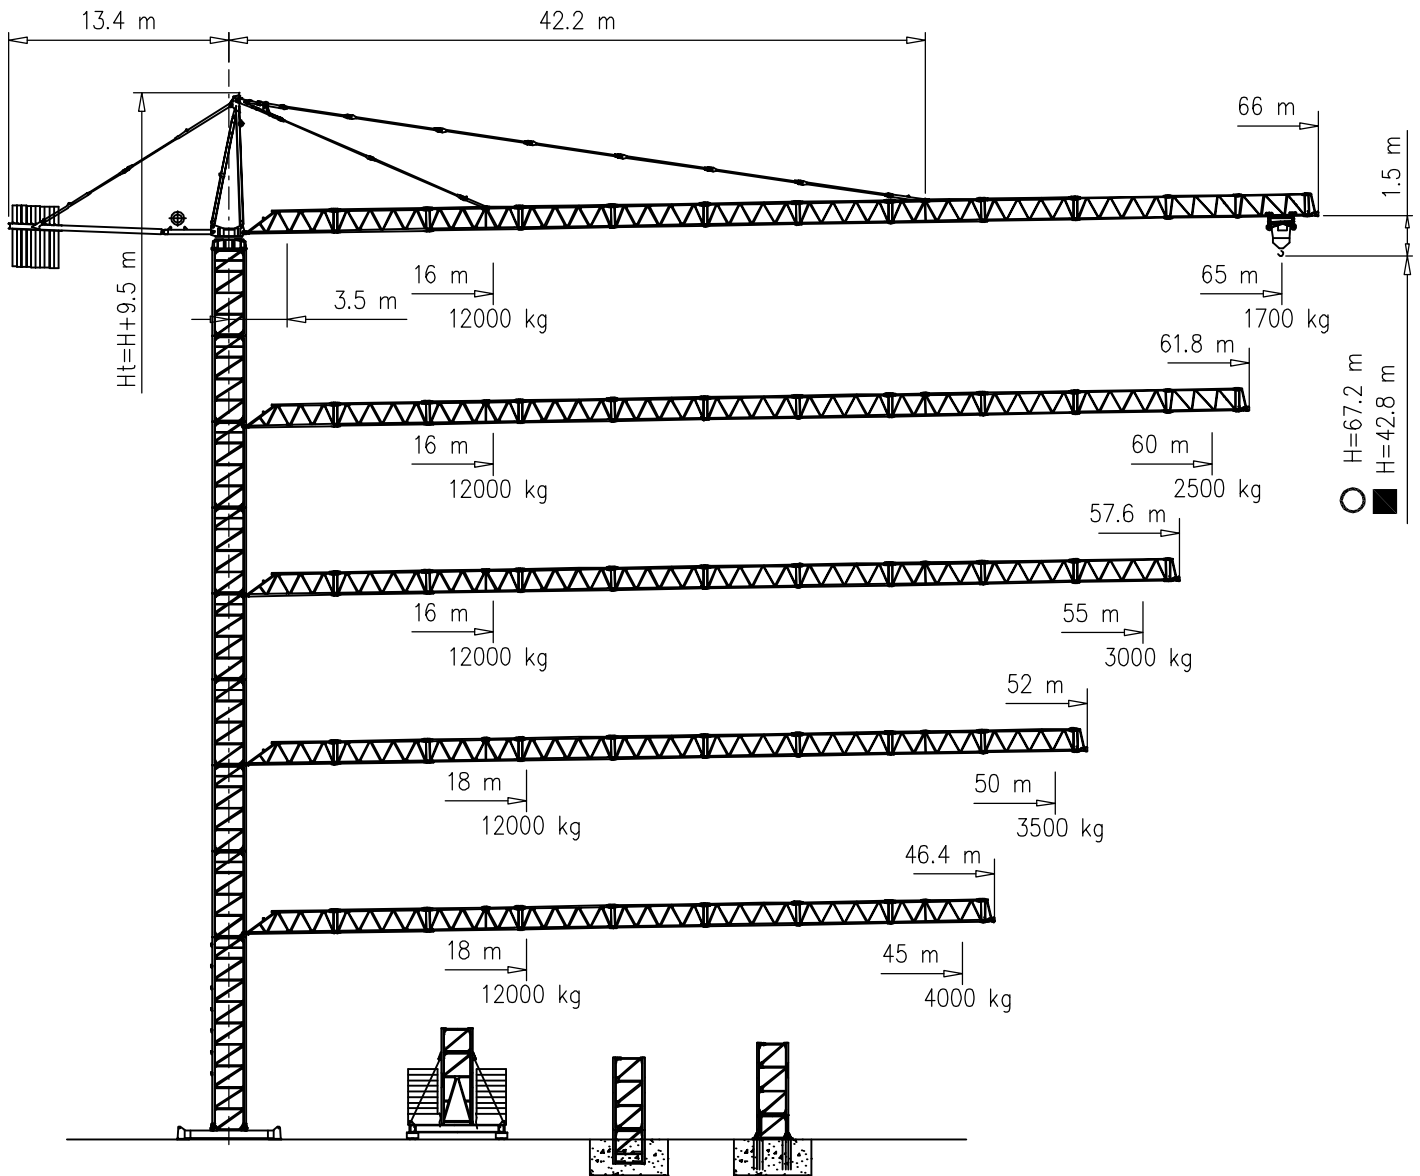 13.4 m
42.2 m
66 m
1.5 m
Ht=H+9.5 m
3.5 m
16 m
12000 kg
65 m
1700 kg
61.8 m
16 m
12000 kg
60 m
2500 kg
H=67.2 m
H=42.8 m
57.6 m
16 m
12000 kg
55 m
3000 kg
52 m
18 m
12000 kg
50 m
3500 kg
46.4 m
18 m
12000 kg
45 m
4000 kg